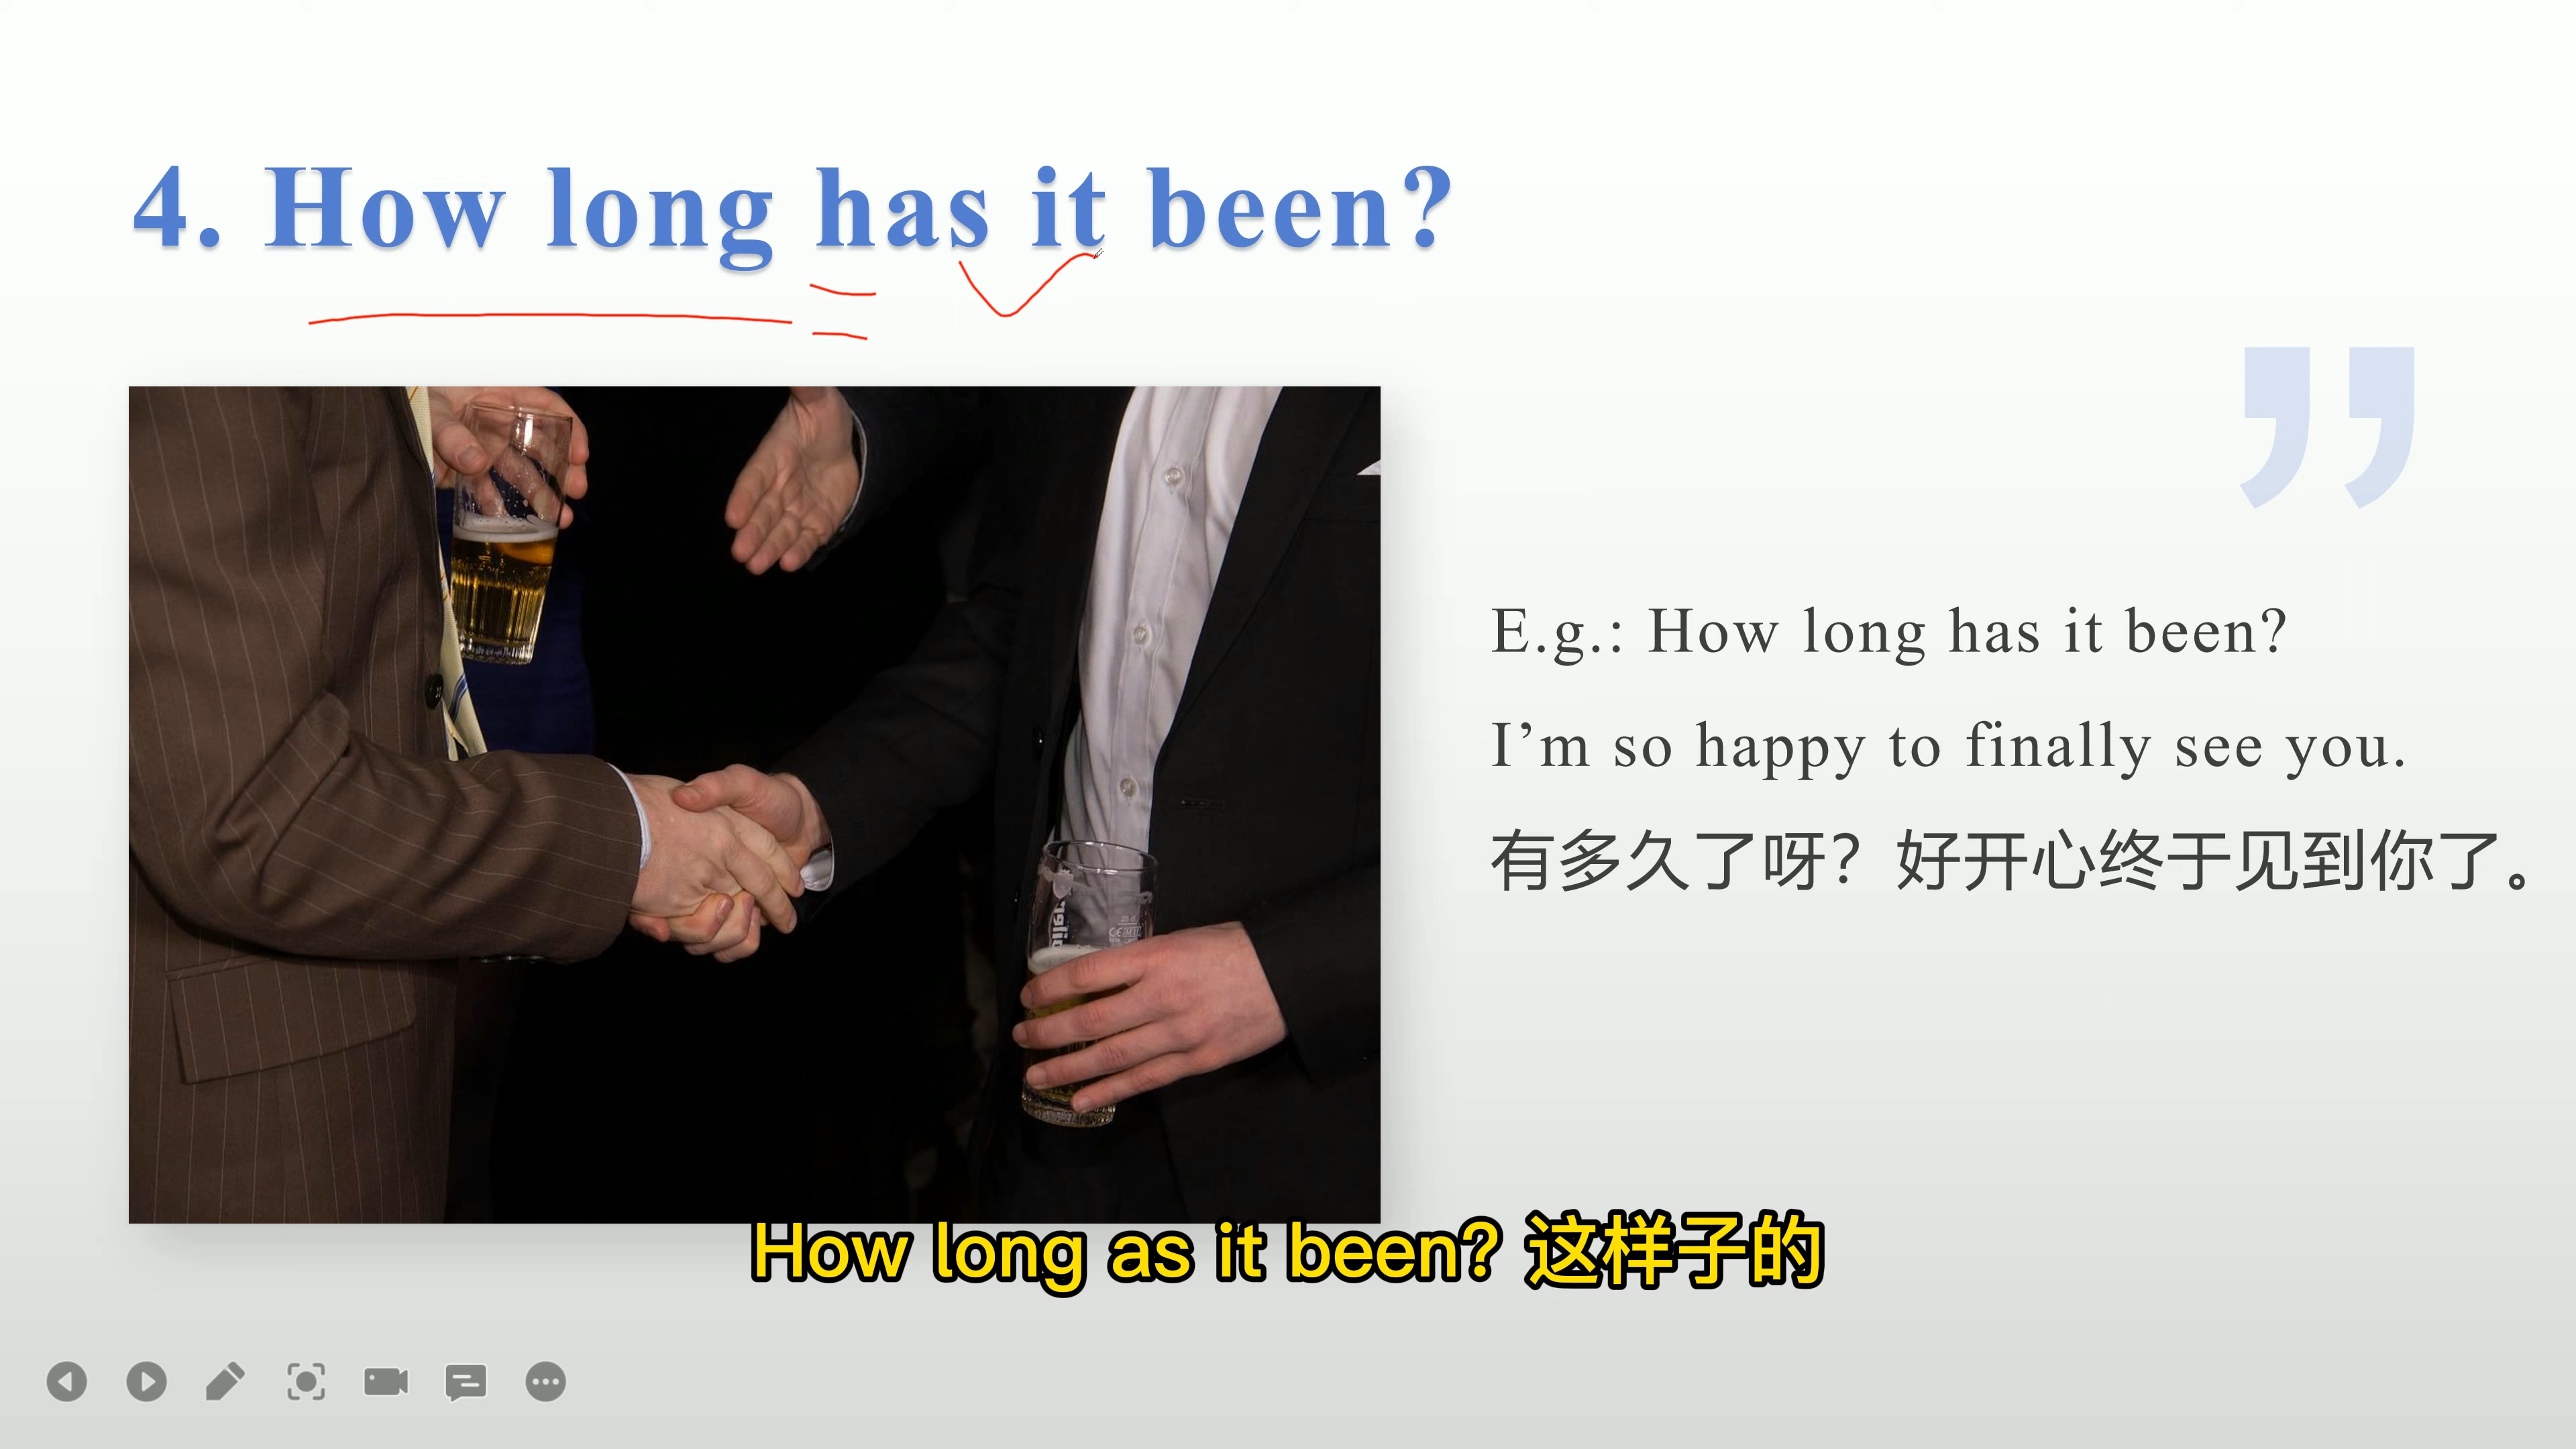 4. How long has it been?
E.g.: How long has it been?
I’m so happy to finally see you.
有多久了呀？好开心终于见到你了。
25 cl
How long as it been? 这样子的